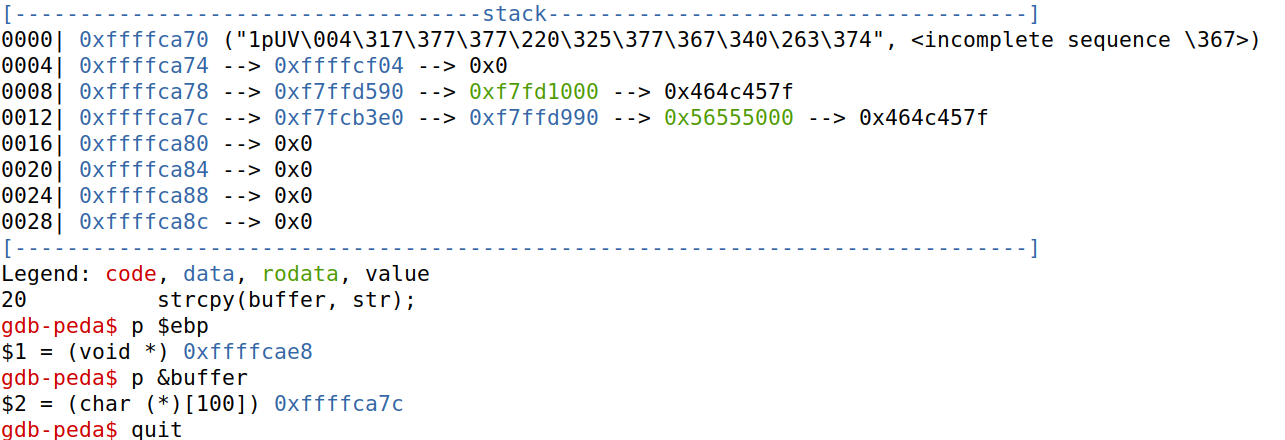 [------------------------------------stack-------------------------------------]
0000| 0xffffca70 ("1pUV\004\317\377\377\220\325\377\367\340\263\374", <incomplete sequence \367>)
0004| 0xffffca74 --> 0xffffcf04 --> 0x0
0008| 0xffffca78 --> 0xf7ffd590 --> 0xf7fd1000 --> 0x464c457f
0012| 0xffffca7c --> 0xf7fcb3e0 --> 0xf7ffd990 --> 0x56555000 --> 0x464c457f
0016| 0xffffca80 --> 0x0
0020| 0xffffca84 --> 0x0
0024| 0xffffca88 --> 0x0
0028| 0xffffca8c --> 0x0
[------------------------------------------------------------------------------]
Legend: code, data, rodata, value
20          strcpy(buffer, str);
gdb-peda$ p $ebp
$1 = (void *) 0xffffcae8
gdb-peda$ p &buffer
$2 = (char (*)[100]) 0xffffca7c
gdb-peda$ quit